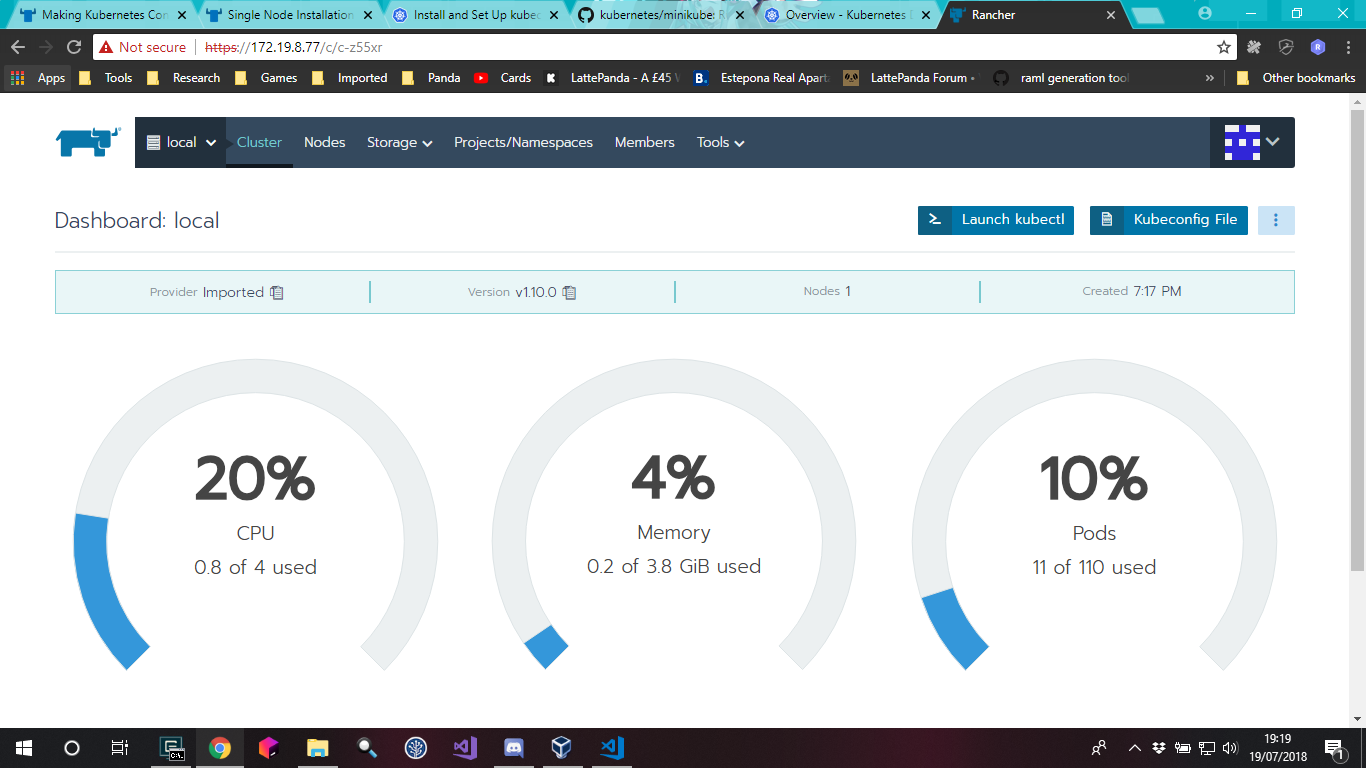 Making Kubernetes Con
Single Node Installation
Install and Set Up kubec
kubernetes/minikube: R
Overview - Kubernetes
Rancher
Not secure https://172.19.8.77/c/c-z55xr
Apps Tools Research Games Imported Panda Cards LattePanda - A £45 Estepona Real Apart LattePanda Forum • raml generation tool » Other bookmarks
local Cluster Nodes Storage Projects/Namespaces Members Tools
Dashboard: local
Launch kubectl
Kubeconfig File
Provider Imported
Version v1.10.0
Nodes 1
Created 7:17 PM
20%
CPU
0.8 of 4 used
4%
Memory
0.2 of 3.8 GiB used
10%
Pods
11 of 110 used
19:19
19/07/2018
1